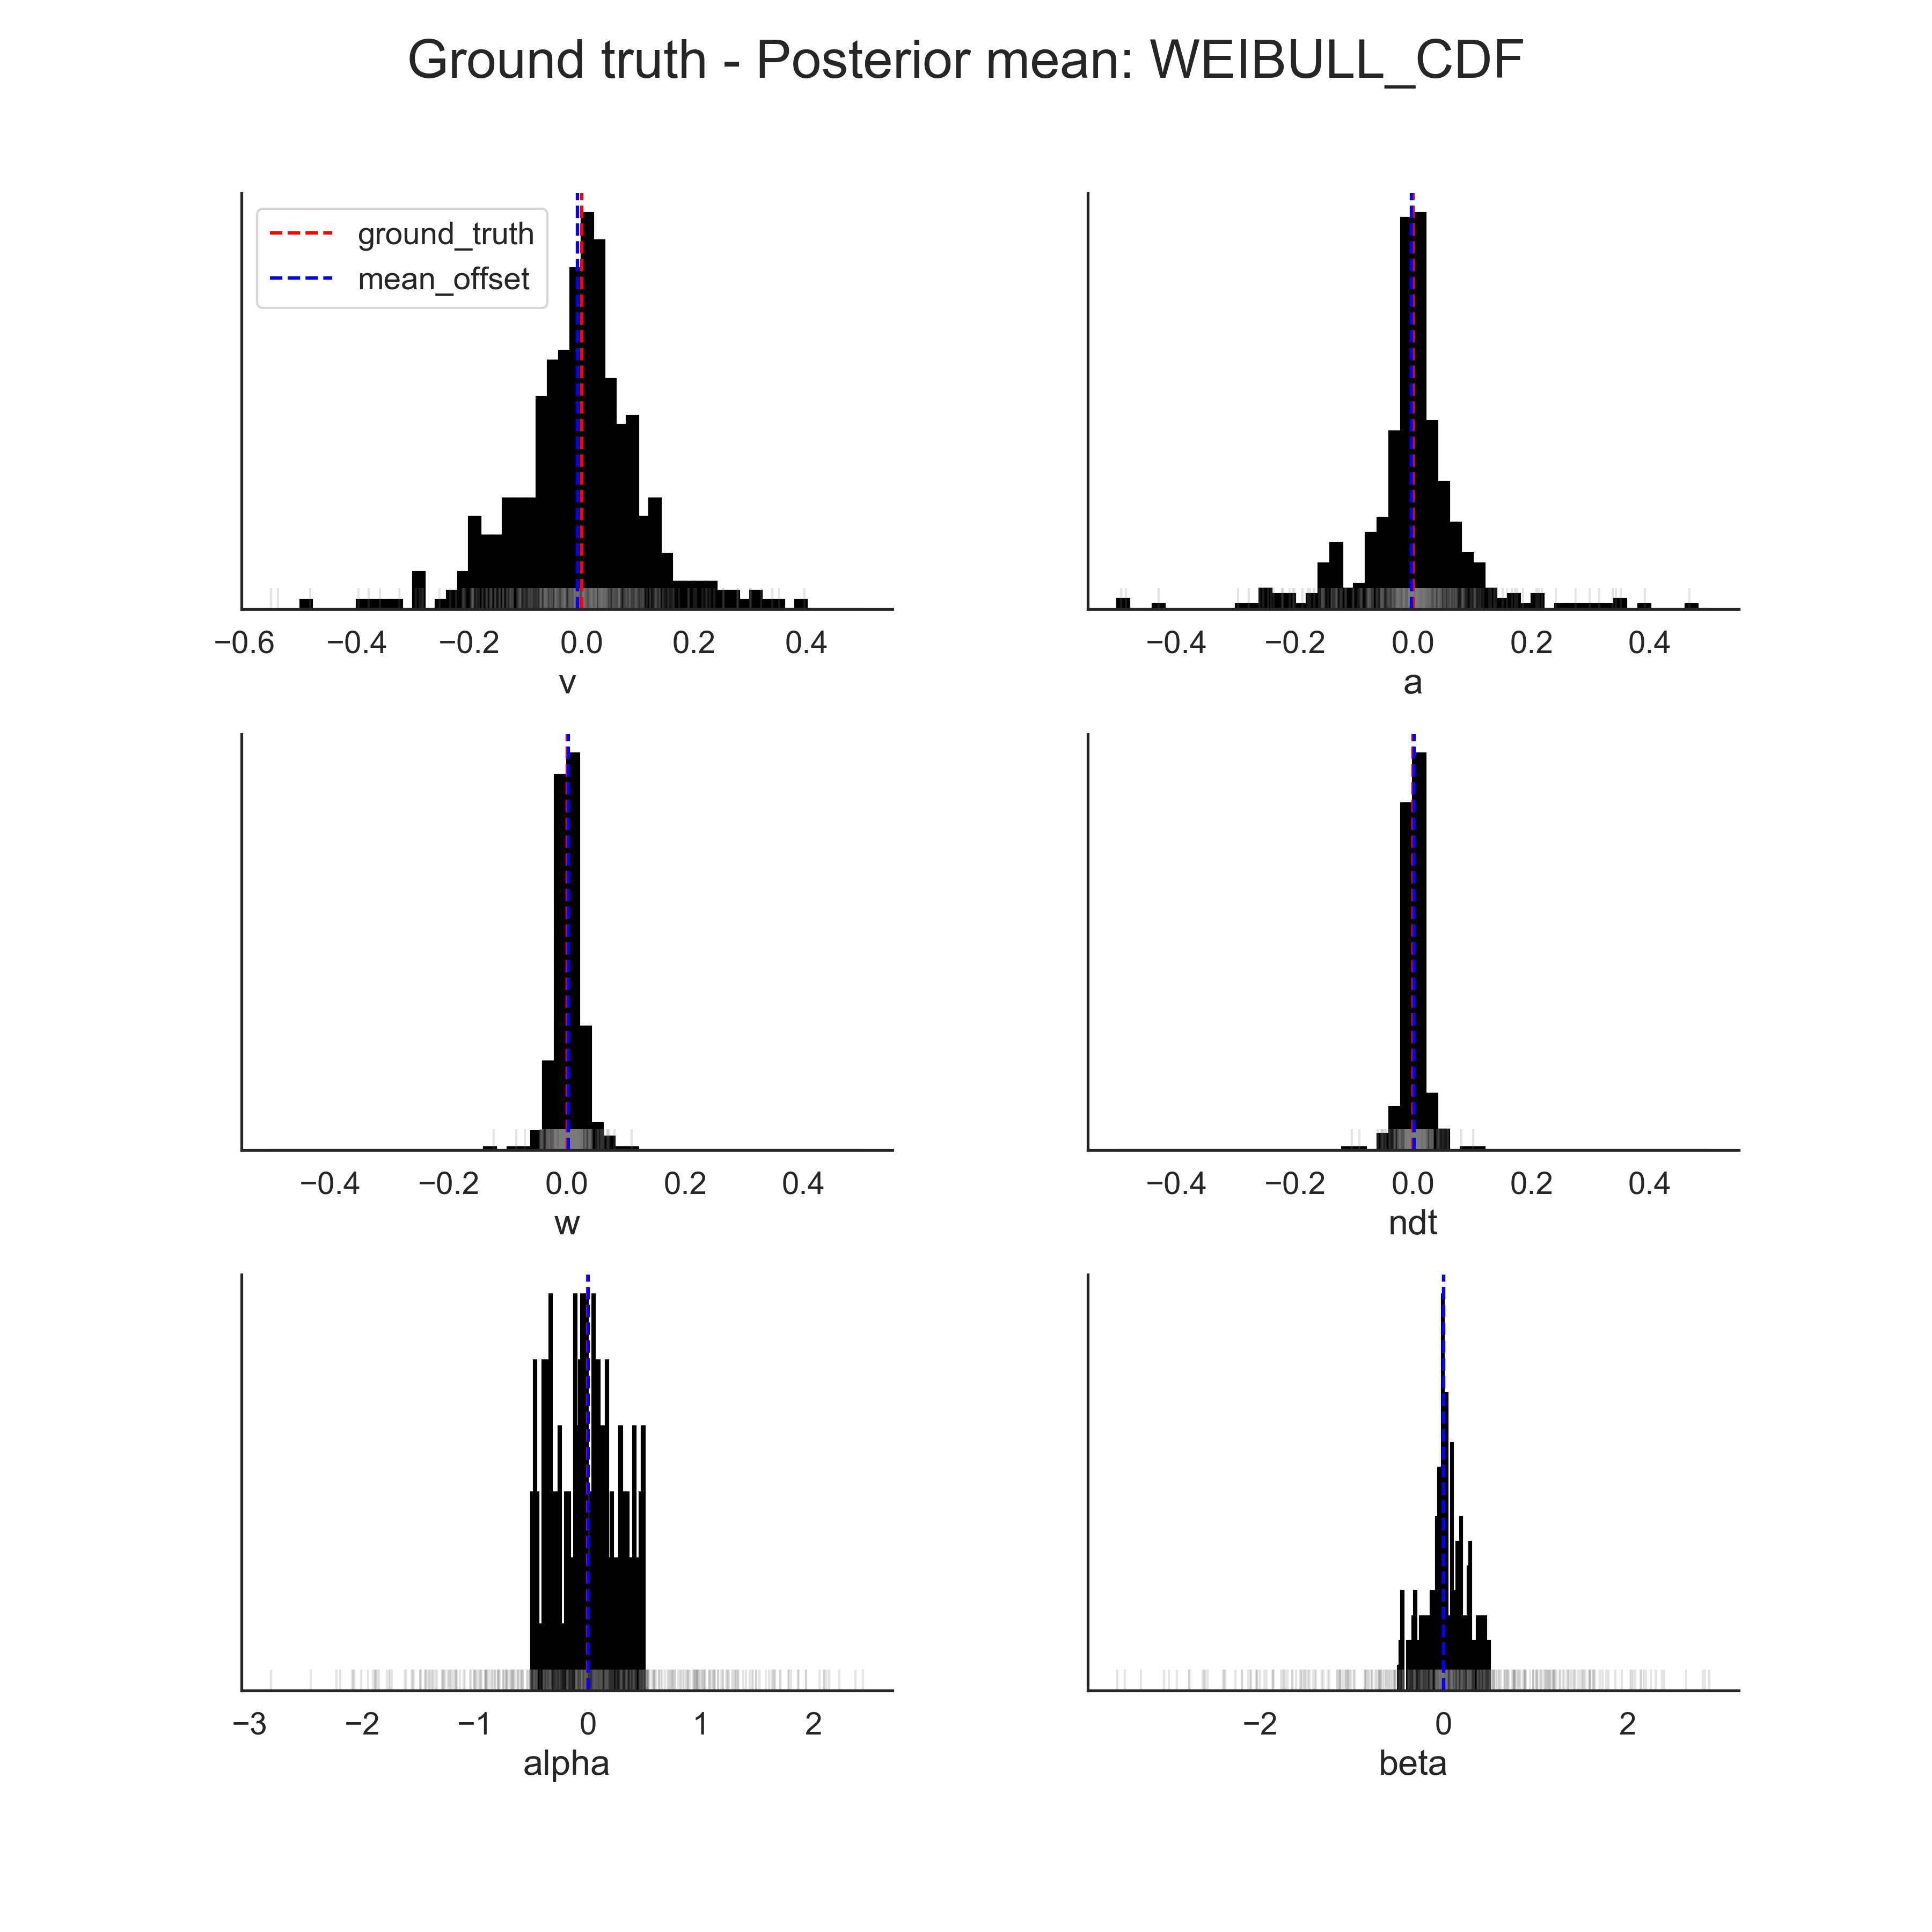 Ground truth - Posterior mean: WEIBULL_CDF
ground_truth
mean_offset
−0.6 −0.4 −0.2 0.0 0.2 0.4
v
−0.4 −0.2 0.0 0.2 0.4
a
−0.4 −0.2 0.0 0.2 0.4
w
−0.4 −0.2 0.0 0.2 0.4
ndt
−3 −2 −1 0 1 2
alpha
−2 0 2
beta